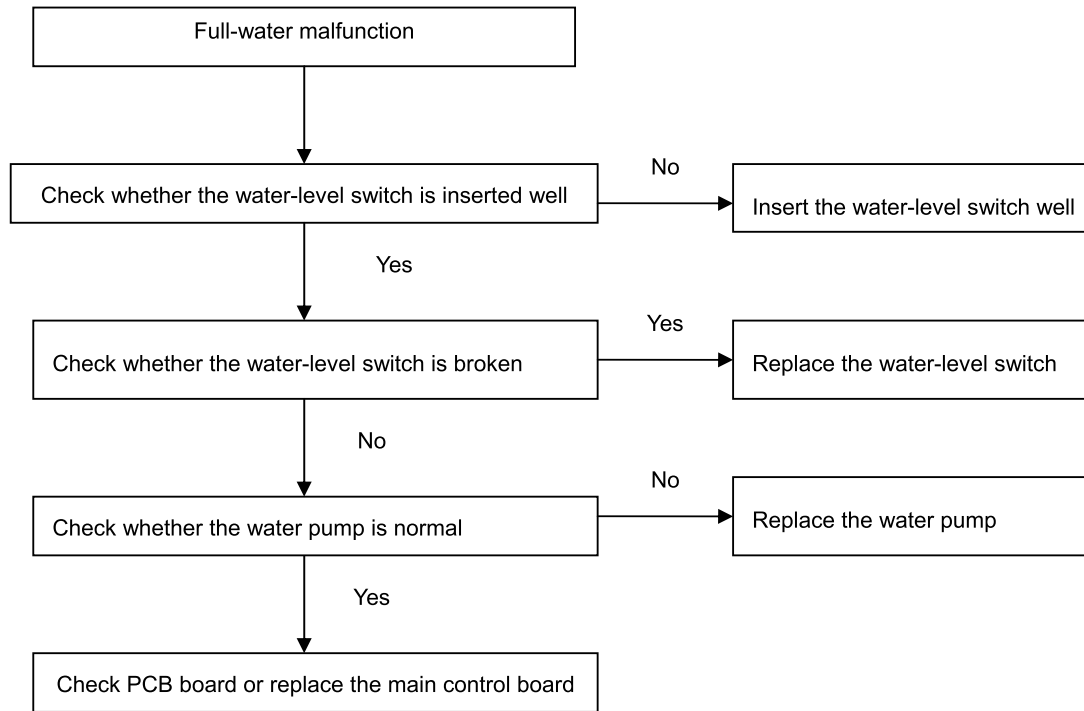 Full-water malfunction
Check whether the water-level switch is inserted well
No
Insert the water-level switch well
Yes
Check whether the water-level switch is broken
Yes
Replace the water-level switch
No
Check whether the water pump is normal
No
Replace the water pump
Yes
Check PCB board or replace the main control board